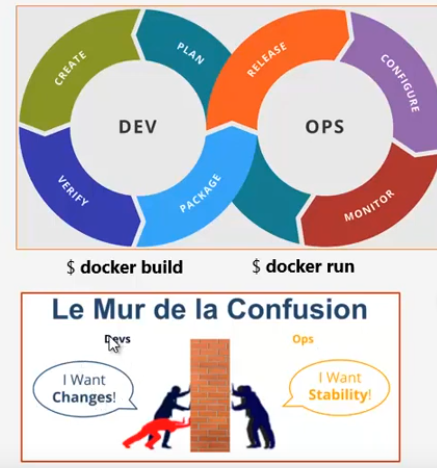 CREATE
PLAN
RELEASE
CONFIGURE
DEV
OPS
VERIFY
PACKAGE
MONITOR
$ docker build
$ docker run
Le Mur de la Confusion
Devs
Ops
I Want
Changes!
I Want
Stability!